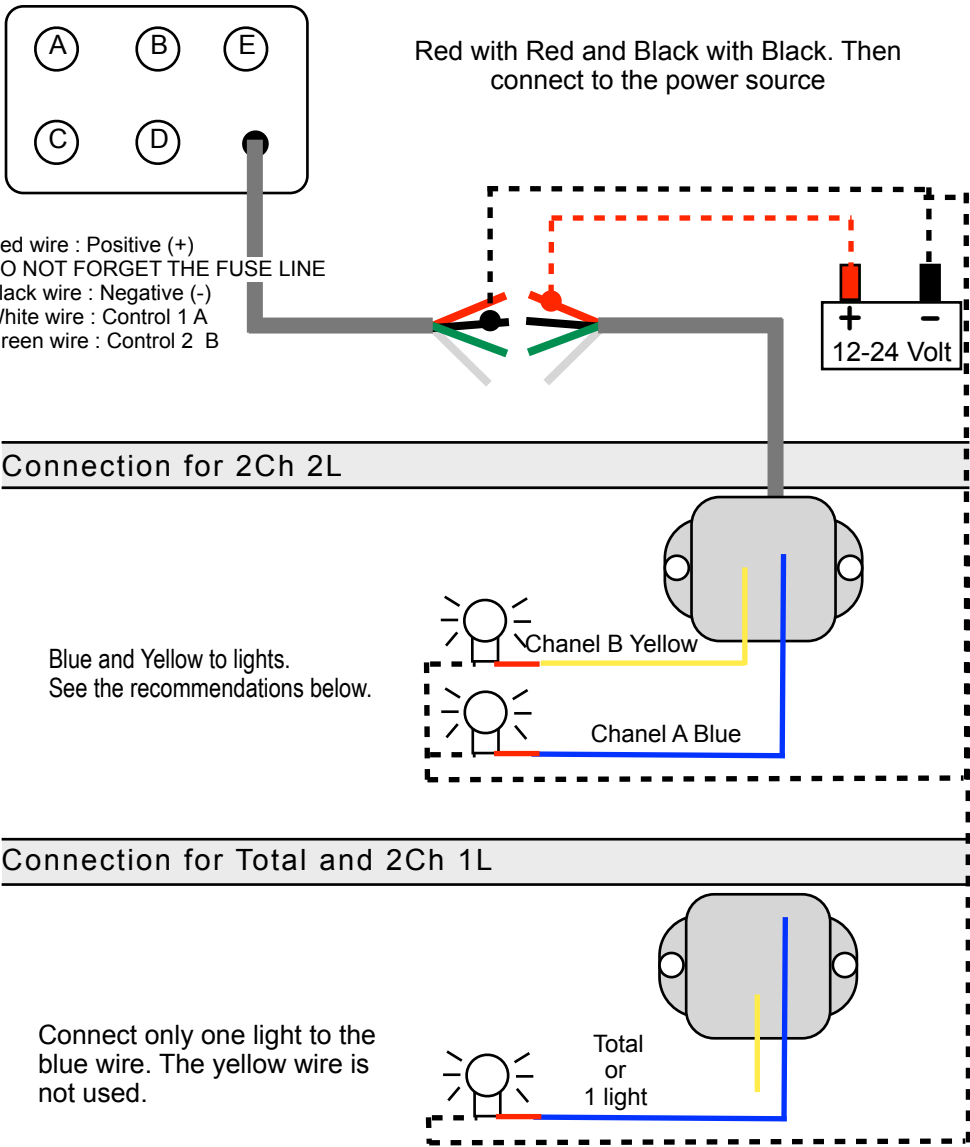 A B E
C D
Red with Red and Black with Black. Then
connect to the power source
ed wire : Positive (+)
O NOT FORGET THE FUSE LINE
lack wire : Negative (-)
hite wire : Control 1 A
reen wire : Control 2 B
+ -
12-24 Volt
Connection for 2Ch 2L
Chanel B Yellow
Blue and Yellow to lights.
See the recommendations below.
Chanel A Blue
Connection for Total and 2Ch 1L
Connect only one light to the
blue wire. The yellow wire is
not used.
Total
or
1 light